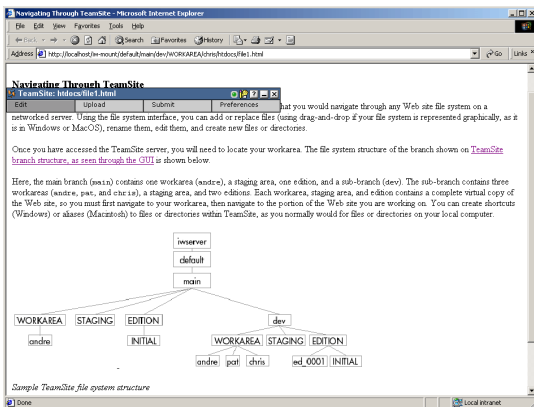 Navigating Through TeamSite - Microsoft Internet Explorer
File Edit View Favorites Tools Help
Back Search Favorites History
Address http://localhost/iw-mount/default/main/dev/WORKAREA/chris/htdocs/file1.html Go Links »
Navigating Through TeamSite
TeamSite: htdocs/file1.html
Edit Upload Submit Preferences
hat you would navigate through any Web site file system on a
networked server. Using the file system interface, you can add or replace files (using drag-and-drop if your file system is represented graphically, as it
is in Windows or MacOS), rename them, edit them, and create new files or directories.
Once you have accessed the TeamSite server, you will need to locate your workarea. The file system structure of the branch shown on TeamSite
branch structure, as seen through the GUI is shown below.
Here, the main branch (main) contains one workarea (andre), a staging area, one edition, and a sub-branch (dev). The sub-branch contains three
workareas (andre, pat, and chris), a staging area, and two editions. Each workarea, staging area, and edition contains a complete virtual copy of
the Web site, so you must first navigate to your workarea, then navigate to the portion of the Web site you are working on. You can create shortcuts
(Windows) or aliases (Macintosh) to files or directories within TeamSite, as you normally would for files or directories on your local computer.
iwserver
default
main
WORKAREA STAGING EDITION dev
andre INITIAL WORKAREA STAGING EDITION
andre pat chris ed_0001 INITIAL
Sample TeamSite file system structure
Done Local intranet